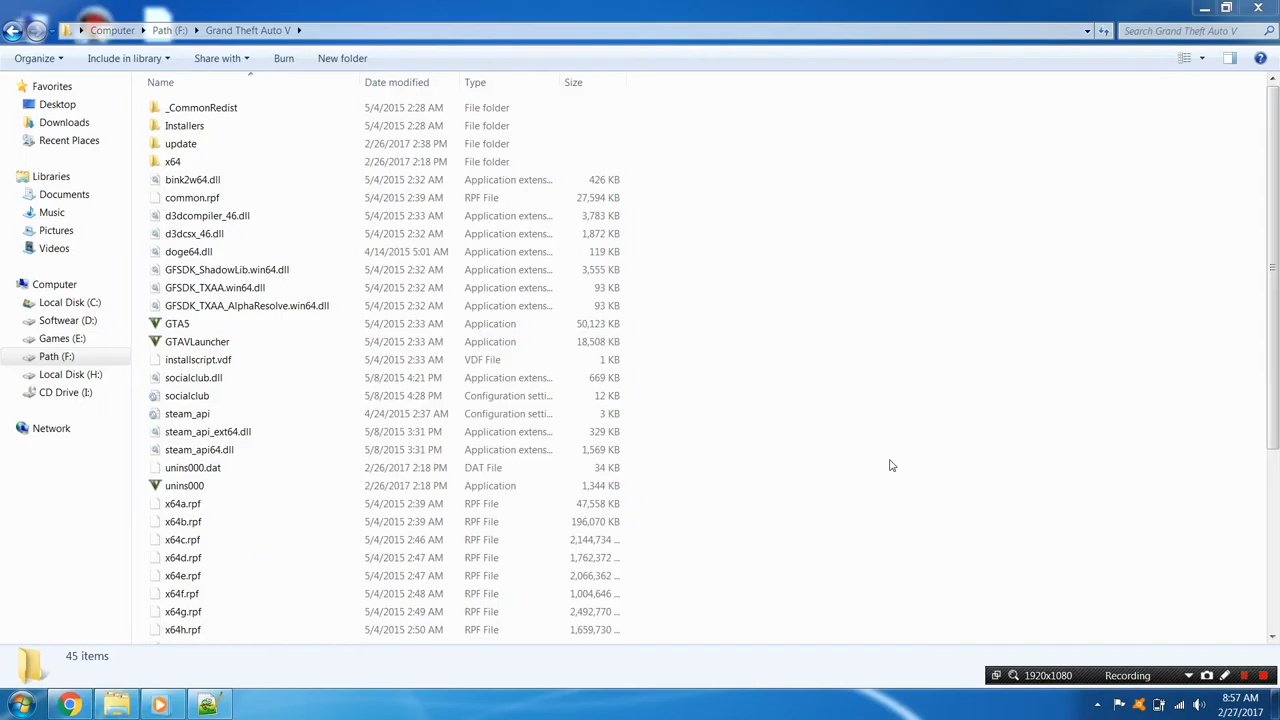 Computer Path (F:) Grand Theft Auto V Search Grand Theft Auto V
Organize Include in library Share with Burn New folder
Name Date modified Type Size
Favorites
Desktop
Downloads
Recent Places
Libraries
Documents
Music
Pictures
Videos
Computer
Local Disk (C:)
Softwear (D:)
Games (E:)
Path (F:)
Local Disk (H:)
CD Drive (I:)
Network
_CommonRedist 5/4/2015 2:28 AM File folder
Installers 5/4/2015 2:28 AM File folder
update 2/26/2017 2:38 PM File folder
x64 2/26/2017 2:18 PM File folder
bink2w64.dll 5/4/2015 2:32 AM Application extens... 426 KB
common.rpf 5/4/2015 2:39 AM RPF File 27,594 KB
d3dcompiler_46.dll 5/4/2015 2:33 AM Application extens... 3,783 KB
d3dcsx_46.dll 5/4/2015 2:32 AM Application extens... 1,872 KB
doge64.dll 4/14/2015 5:01 AM Application extens... 119 KB
GFSDK_ShadowLib.win64.dll 5/4/2015 2:32 AM Application extens... 3,555 KB
GFSDK_TXAA.win64.dll 5/4/2015 2:32 AM Application extens... 93 KB
GFSDK_TXAA_AlphaResolve.win64.dll 5/4/2015 2:32 AM Application extens... 93 KB
GTA5 5/4/2015 2:33 AM Application 50,123 KB
GTAVLauncher 5/4/2015 2:33 AM Application 18,508 KB
installscript.vdf 5/4/2015 2:33 AM VDF File 1 KB
socialclub.dll 5/8/2015 4:21 PM Application extens... 669 KB
socialclub 5/8/2015 4:28 PM Configuration setti... 12 KB
steam_api 4/24/2015 2:37 AM Configuration setti... 3 KB
steam_api_ext64.dll 5/8/2015 3:31 PM Application extens... 329 KB
steam_api64.dll 5/8/2015 3:31 PM Application extens... 1,569 KB
unins000.dat 2/26/2017 2:18 PM DAT File 34 KB
unins000 2/26/2017 2:18 PM Application 1,344 KB
x64a.rpf 5/4/2015 2:39 AM RPF File 47,558 KB
x64b.rpf 5/4/2015 2:39 AM RPF File 196,070 KB
x64c.rpf 5/4/2015 2:46 AM RPF File 2,144,734 ...
x64d.rpf 5/4/2015 2:47 AM RPF File 1,762,372 ...
x64e.rpf 5/4/2015 2:47 AM RPF File 2,066,362 ...
x64f.rpf 5/4/2015 2:48 AM RPF File 1,004,646 ...
x64g.rpf 5/4/2015 2:49 AM RPF File 2,492,770 ...
x64h.rpf 5/4/2015 2:50 AM RPF File 1,659,730 ...
45 items
1920x1080 Recording
8:57 AM
2/27/2017